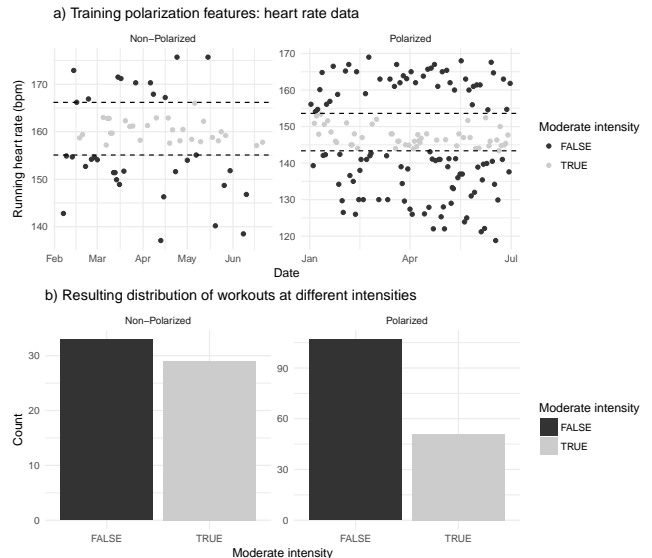 a) Training polarization features: heart rate data
Non-Polarized
Polarized
Running heart rate (bpm)
170
160
150
140
170
160
150
140
130
120
Feb
Mar
Apr
May
Jun
Jan
Apr
Jul
Date
Moderate intensity
FALSE
TRUE
b) Resulting distribution of workouts at different intensities
Non-Polarized
Polarized
Count
30
20
10
0
90
60
30
0
FALSE
TRUE
FALSE
TRUE
Moderate intensity
Moderate intensity
FALSE
TRUE